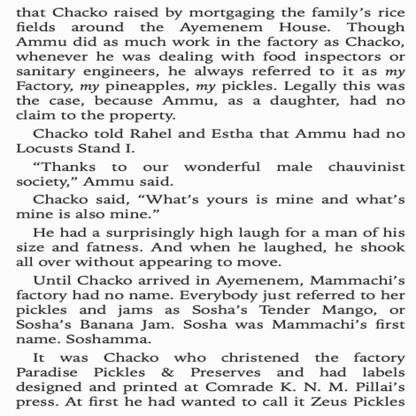 that Chacko raised by mortgaging the family's rice
fields around the Ayemenem House. Though
Ammu did as much work in the factory as Chacko,
whenever he was dealing with food inspectors or
sanitary engineers, he always referred to it as my
Factory, my pineapples, my pickles. Legally this was
the case, because Ammu, as a daughter, had no
claim to the property.
Chacko told Rahel and Estha that Ammu had no
Locusts Stand I.
“Thanks to our wonderful male chauvinist
society,” Ammu said.
Chacko said, “What's yours is mine and what's
mine is also mine.”
He had a surprisingly high laugh for a man of his
size and fatness. And when he laughed, he shook
all over without appearing to move.
Until Chacko arrived in Ayemenem, Mammachi's
factory had no name. Everybody just referred to her
pickles and jams as Sosha's Tender Mango, or
Sosha's Banana Jam. Sosha was Mammachi's first
name. Soshamma.
It was Chacko who christened the factory
Paradise Pickles & Preserves and had labels
designed and printed at Comrade K. N. M. Pillai's
press. At first he had wanted to call it Zeus Pickles